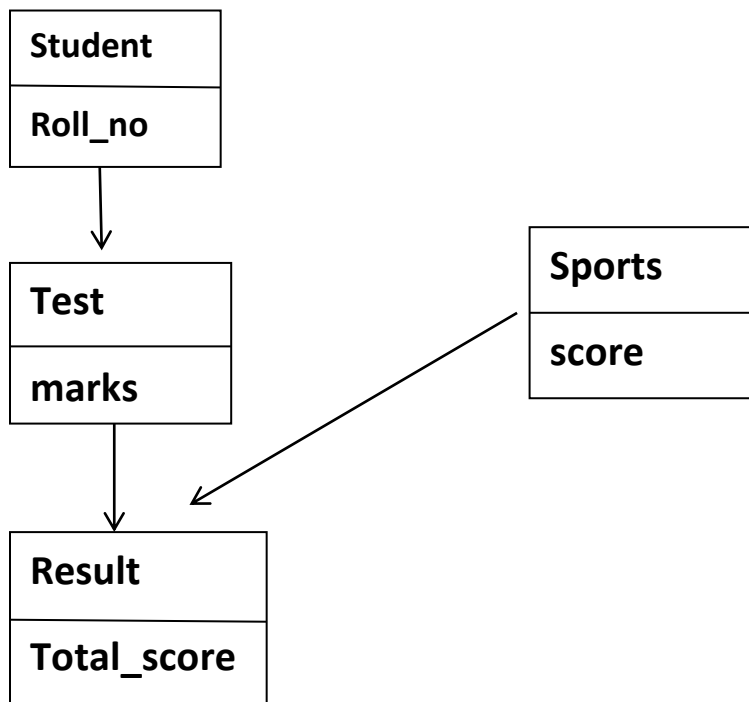 Student
Roll_no
Test
marks
Sports
score
Result
Total_score